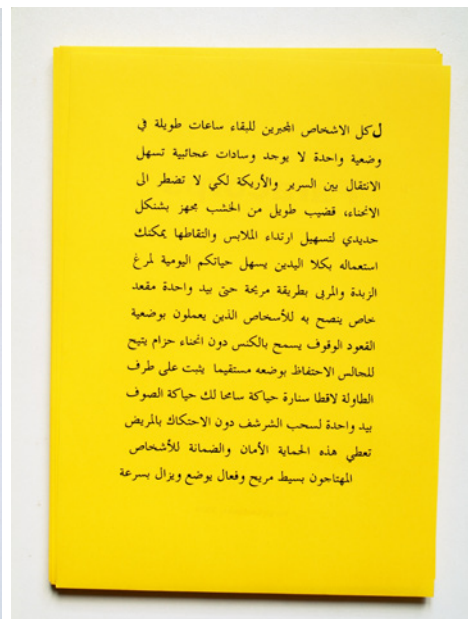 لكل الاشخاص المجبرين للبقاء ساعات طويلة في
وضعية واحدة لا يوجد وسادات عجائبية تسهل
الانتقال بين السرير والأريكة لكي لا تضطر الى
الانحناء، قضيب طويل من الخشب مجهز بشنكل
حديدي لتسهيل ارتداء الملابس والتقاطها يمكنك
استعماله بكلا اليدين يسهل حياتكم اليومية لمرغ
الزبدة والمربى بطريقة مريحة حتى بيد واحدة مقعد
خاص ينصح به للأسخاص الذين يعملون بوضعية
القعود الوقوف يسمح بالكنس دون انحناء حزام يتيح
للجالس الاحتفاظ بوضعه مستقيما يثبت على طرف
الطاولة لاقطا سنارة حياكة سامحا لك حياكة الصوف
بيد واحدة لسحب الشرشف دون الاحتكاك بالمريض
تعطي هذه الحماية الأمان والضمانة للأشخاص
المهتاجون بسيط مريح وفعال يوضع ويزال بسرعة